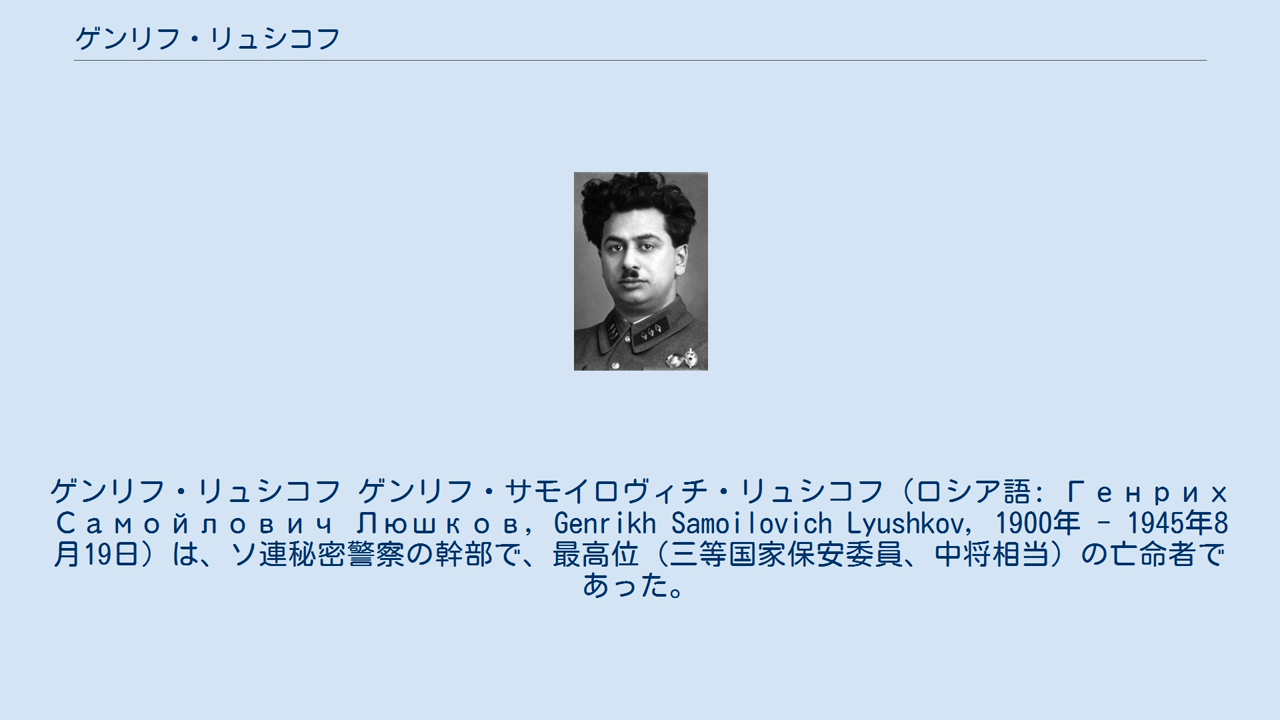 ゲンリフ・リュシコフ
ゲンリフ・リュシコフ ゲンリフ・サモイロヴィチ・リュシコフ（ロシア語: Генрих
Самойлович Люшков, Genrikh Samoilovich Lyushkov, 1900年 - 1945年8
月19日）は、ソ連秘密警察の幹部で、最高位（三等国家保安委員、中将相当）の亡命者で
あった。